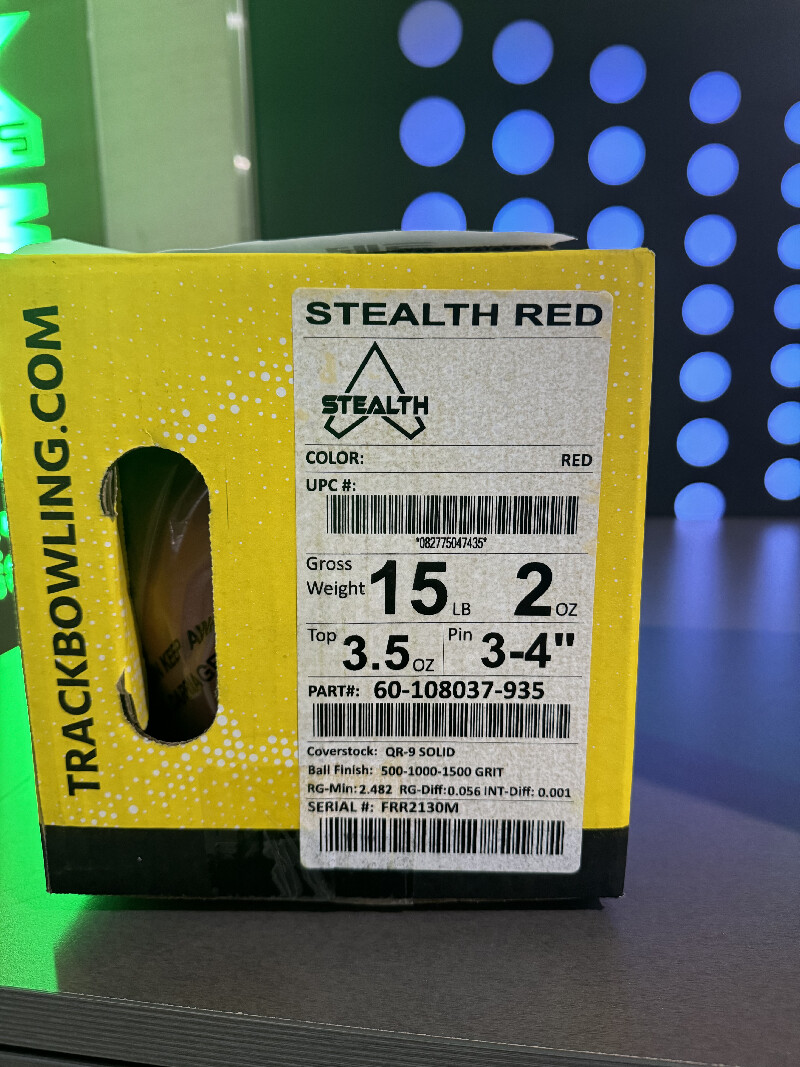 TRACKBOWLING.COM
STEALTH RED
STEALTH
COLOR: RED
UPC #:
*082775047435*
Gross Weight 15 LB 2 OZ
Top 3.5 OZ Pin 3-4"
PART#: 60-108037-935
Coverstock: QR-9 SOLID
Ball Finish: 500-1000-1500 GRIT
RG-Min: 2.482 RG-Diff: 0.056 INT-Diff: 0.001
SERIAL #: FRR2130M
KEEP AWAY